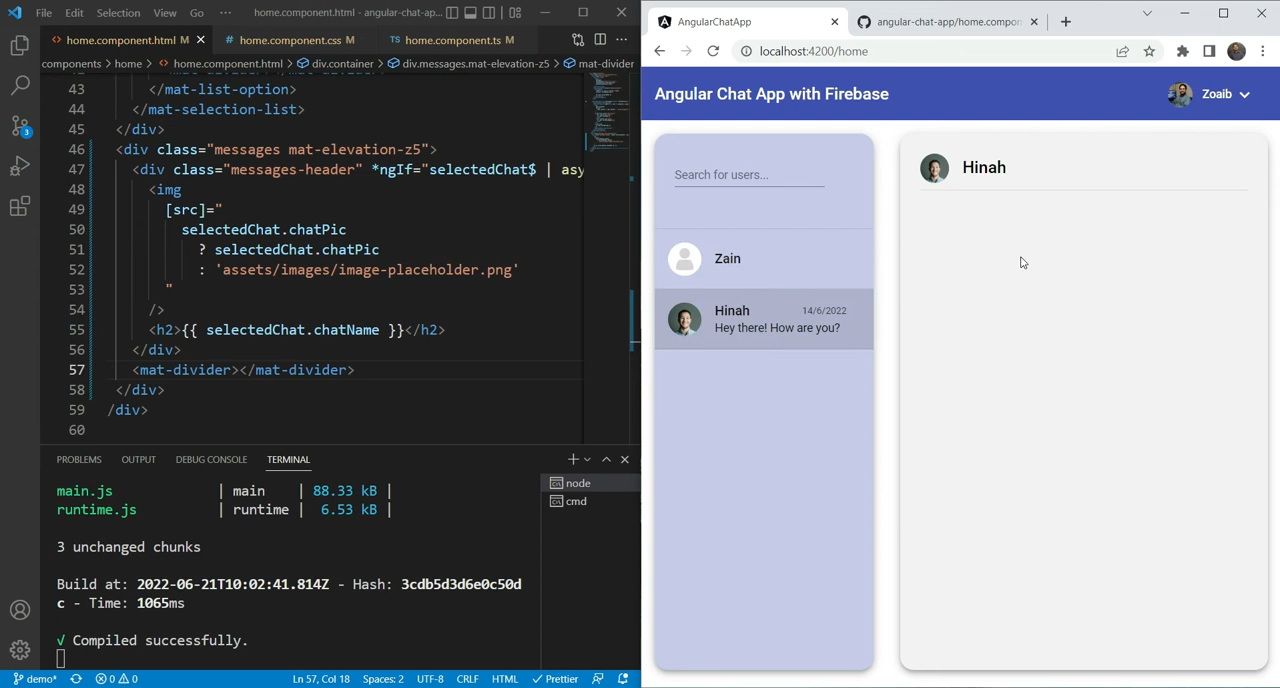 File Edit Selection View Go ··· home.component.html - angular-chat-ap...
home.component.html M
# home.component.css M
TS home.component.ts M
components > home > home.component.html > div.container > div.messages.mat-elevation-z5 > mat-divider
43 </mat-list-option>
44 </mat-selection-list>
45 </div>
46 <div class="messages mat-elevation-z5">
47 <div class="messages-header" *ngIf="selectedChat$ | asy
48 <img
49 [src]="
50 selectedChat.chatPic
51 ? selectedChat.chatPic
52 : 'assets/images/image-placeholder.png'
53 "
54 />
55 <h2>{{ selectedChat.chatName }}</h2>
56 </div>
57 <mat-divider></mat-divider>
58 </div>
59 /div>
60
PROBLEMS OUTPUT DEBUG CONSOLE TERMINAL
main.js | main | 88.33 kB |
runtime.js | runtime | 6.53 kB |
3 unchanged chunks
Build at: 2022-06-21T10:02:41.814Z - Hash: 3cdb5d3d6e0c50d
c - Time: 1065ms
√ Compiled successfully.
node
cmd
3
demo* 0 0 Ln 57, Col 18 Spaces: 2 UTF-8 CRLF HTML Prettier
AngularChatApp
angular-chat-app/home.compon
localhost:4200/home
Angular Chat App with Firebase
Zoaib
Search for users...
Zain
Hinah 14/6/2022
Hey there! How are you?
Hinah